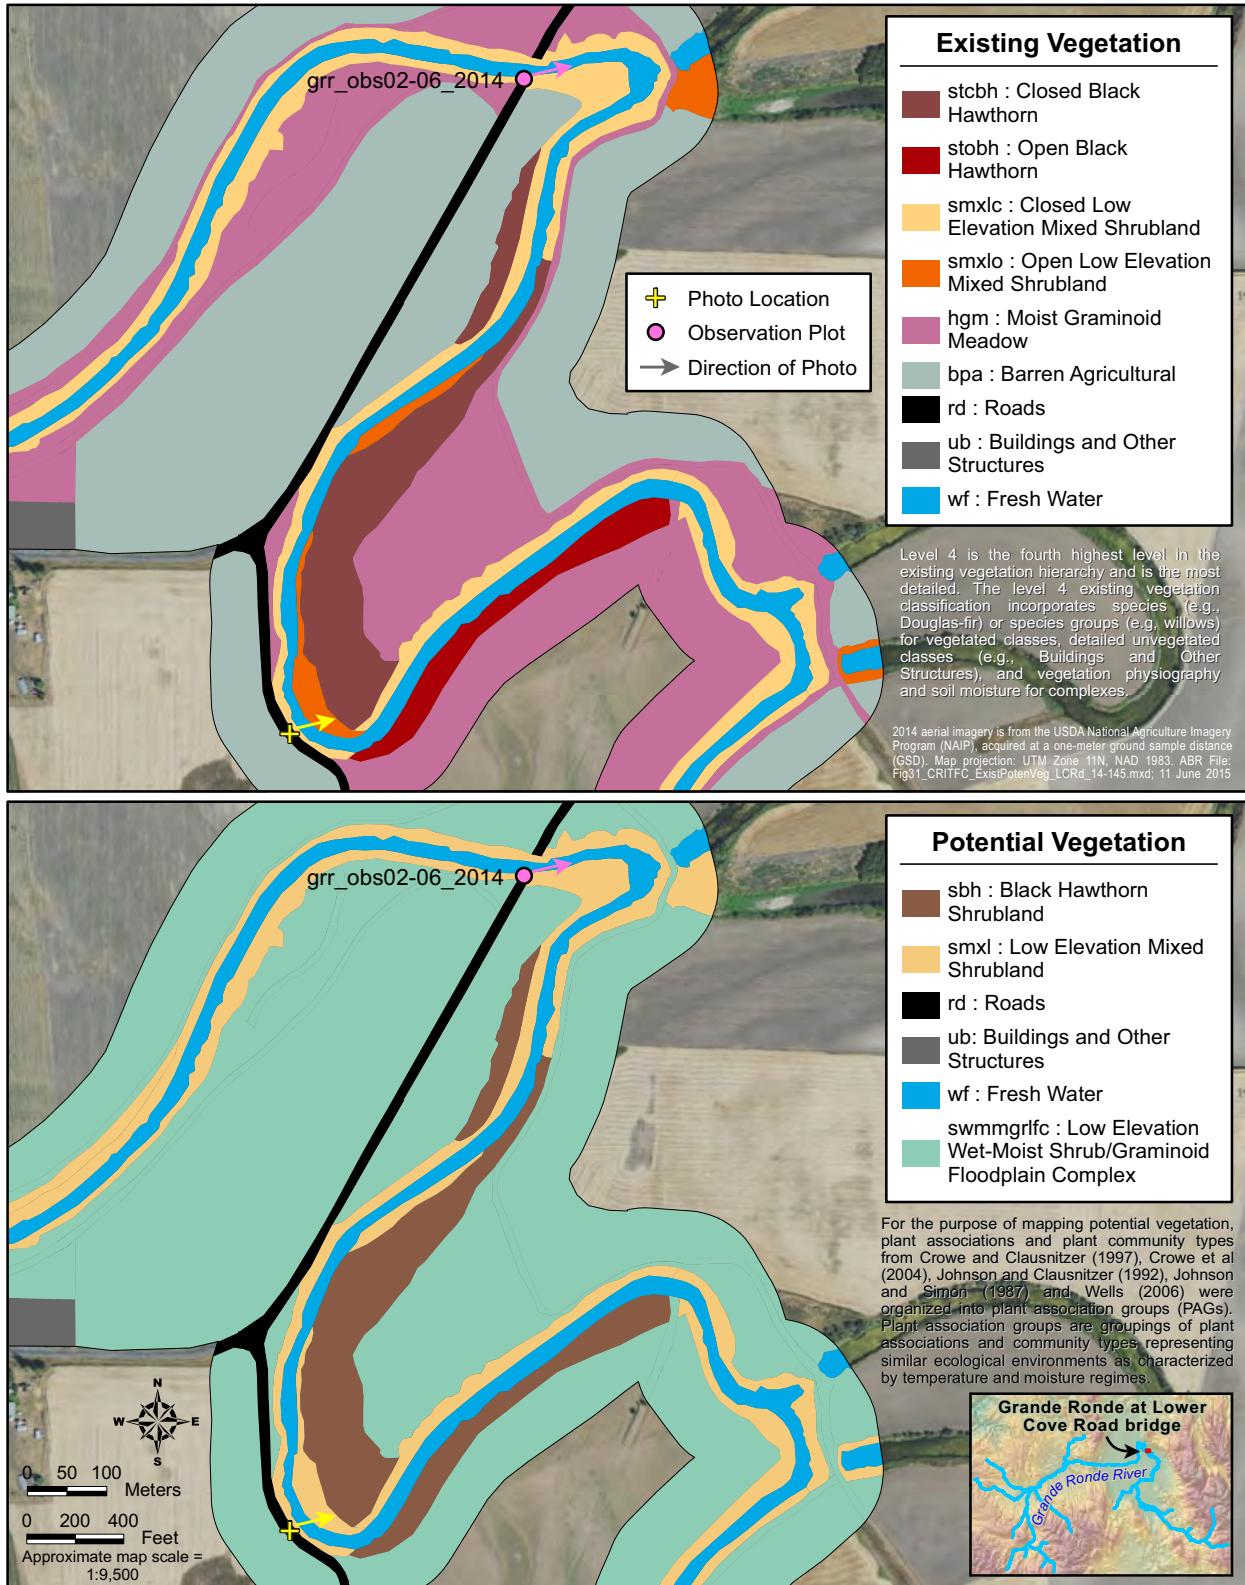 grr_obs02-06_2014
Existing Vegetation
stcbh : Closed Black
Hawthorn
stobh : Open Black
Hawthorn
smxlc : Closed Low
Elevation Mixed Shrubland
smxlo : Open Low Elevation
Mixed Shrubland
hgm : Moist Graminoid
Meadow
bpa : Barren Agricultural
rd : Roads
ub : Buildings and Other
Structures
wf : Fresh Water
Photo Location
Observation Plot
Direction of Photo
Level 4 is the fourth highest level in the
existing vegetation hierarchy and is the most
detailed. The level 4 existing vegetation
classification incorporates species (e.g.,
Douglas-fir) or species groups (e.g, willows)
for vegetated classes, detailed unvegetated
classes (e.g., Buildings and Other
Structures), and vegetation physiography
and soil moisture for complexes.
2014 aerial imagery is from the USDA National Agriculture Imagery
Program (NAIP), acquired at a one-meter ground sample distance
(GSD). Map projection: UTM Zone 11N, NAD 1983. ABR File:
Fig31_CRITFC_ExistPotenVeg_LCRd_14-145.mxd; 11 June 2015
grr_obs02-06_2014
Potential Vegetation
sbh : Black Hawthorn
Shrubland
smxl : Low Elevation Mixed
Shrubland
rd : Roads
ub: Buildings and Other
Structures
wf : Fresh Water
swmmgrlfc : Low Elevation
Wet-Moist Shrub/Graminoid
Floodplain Complex
For the purpose of mapping potential vegetation,
plant associations and plant community types
from Crowe and Clausnitzer (1997), Crowe et al
(2004), Johnson and Clausnitzer (1992), Johnson
and Simon (1987) and Wells (2006) were
organized into plant association groups (PAGs).
Plant association groups are groupings of plant
associations and community types representing
similar ecological environments as characterized
by temperature and moisture regimes.
N
W E
S
0 50 100
Meters
0 200 400
Feet
Approximate map scale =
1:9,500
Grande Ronde at Lower
Cove Road bridge
Grande Ronde River